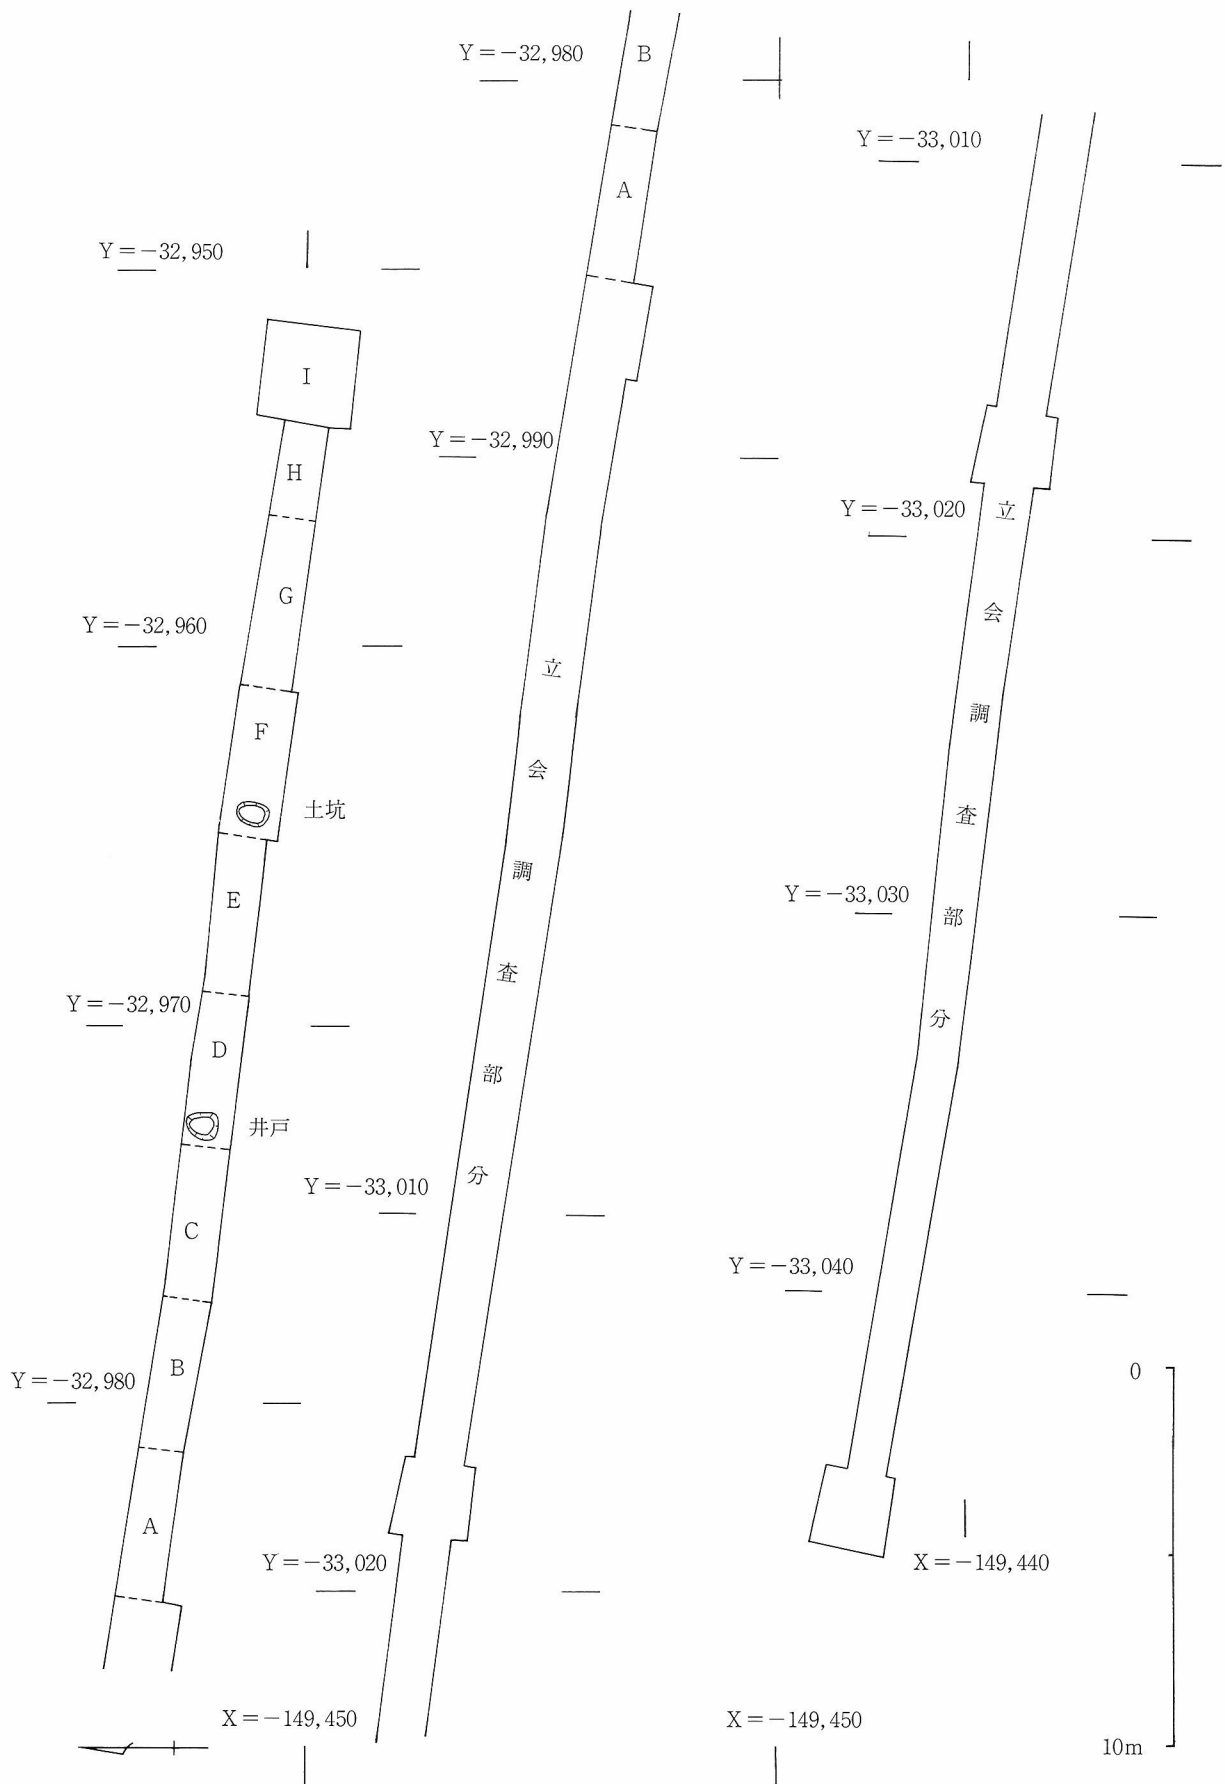 Y=-32,950
I
H
G
Y=-32,960
F
土坑
E
Y=-32,970
D
井戸
C
B
Y=-32,980
A
X=-149,450
Y=-32,980
B
A
Y=-32,990
立会調査部分
Y=-33,010
Y=-33,020
X=-149,450
Y=-33,010
Y=-33,020
立会調査部分
Y=-33,030
Y=-33,040
X=-149,440
0
10m